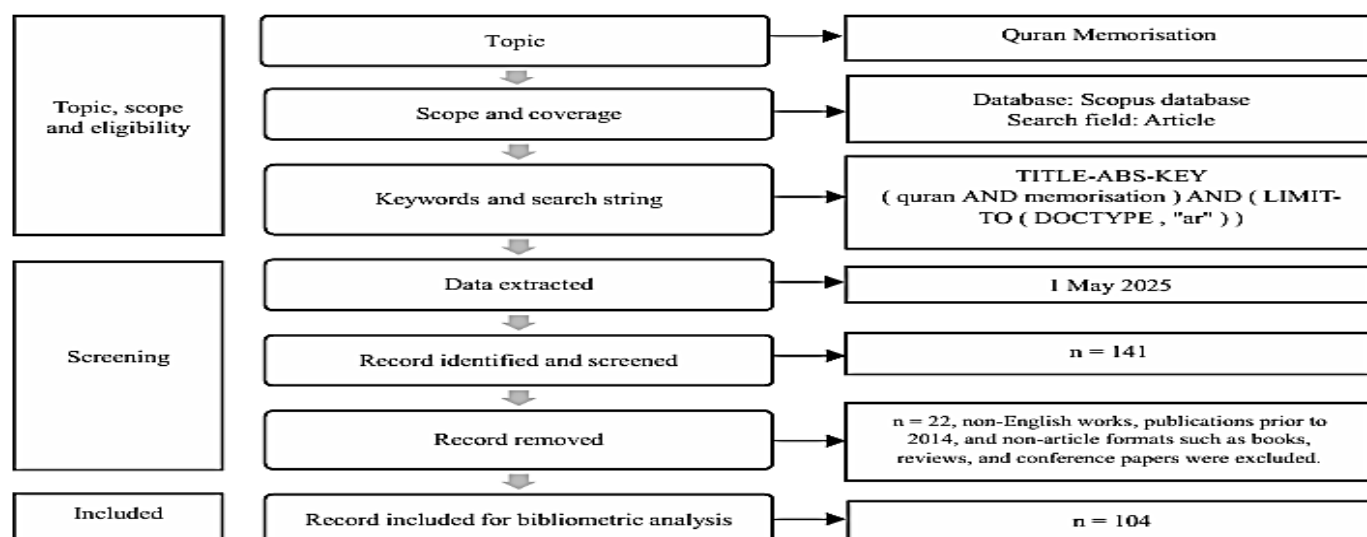 Topic, scope
and eligibility
Topic
Quran Memorisation
Scope and coverage
Database: Scopus database
Search field: Article
Keywords and search string
TITLE-ABS-KEY
( quran AND memorisation ) AND ( LIMIT-
TO ( DOCTYPE , "ar" ) )
Screening
Data extracted
1 May 2025
Record identified and screened
n = 141
Record removed
n = 22, non-English works, publications prior to
2014, and non-article formats such as books,
reviews, and conference papers were excluded.
Included
Record included for bibliometric analysis
n = 104